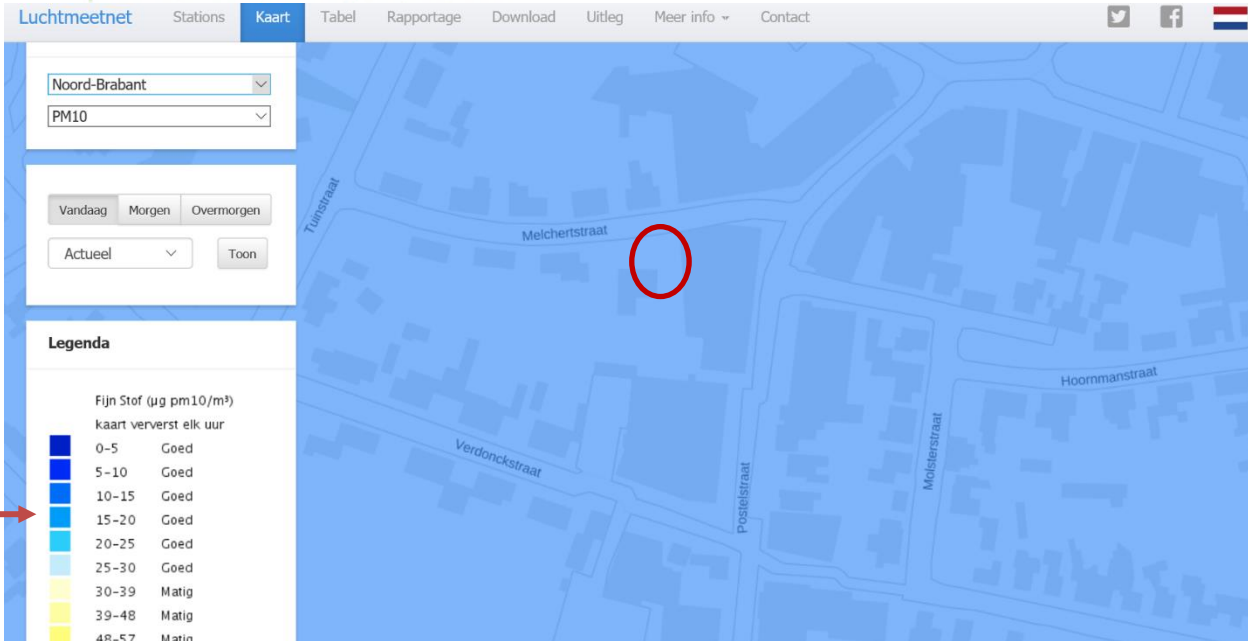 Luchtmeetnet Stations Kaart Tabel Rapportage Download Uitleg Meer info Contact
Noord-Brabant
PM10
Vandaag Morgen Overmorgen
Actueel Toon
Legenda
Fijn Stof (µg pm10/m³)
kaart ververst elk uur
0-5 Goed
5-10 Goed
10-15 Goed
15-20 Goed
20-25 Goed
25-30 Goed
30-39 Matig
39-48 Matig
48-57 Matig
Tuinstraat
Melchertstraat
Verdonckstraat
Postelstraat
Molsterstraat
Hoornmanstraat